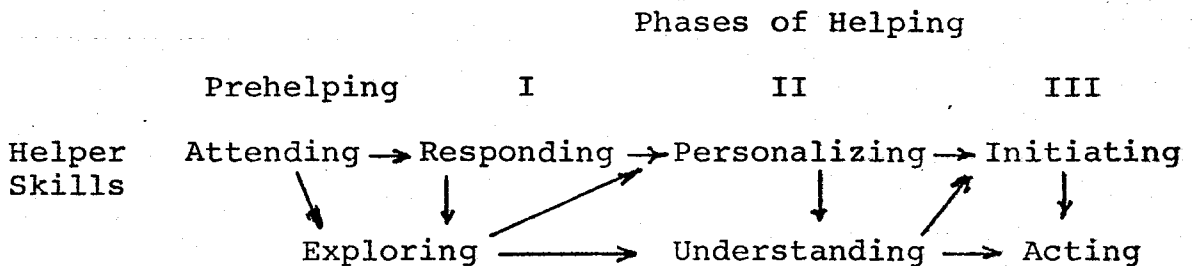 Phases of Helping
Prehelping I II III
Helper Attending → Responding → Personalizing → Initiating
Skills
Exploring → Understanding → Acting